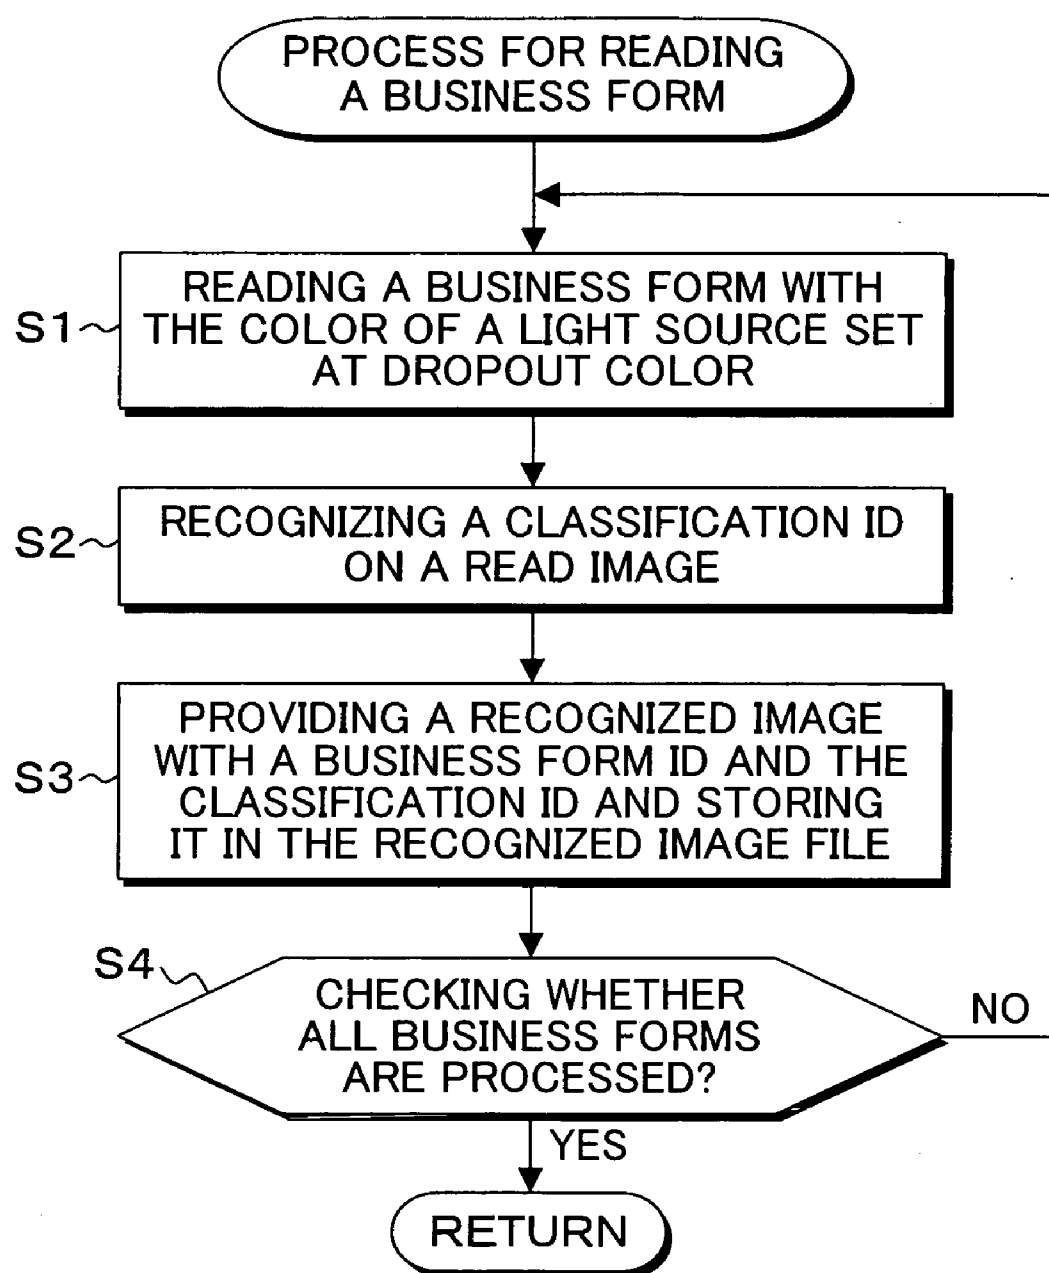 PROCESS FOR READING
A BUSINESS FORM
S1
READING A BUSINESS FORM WITH
THE COLOR OF A LIGHT SOURCE SET
AT DROPOUT COLOR
S2
RECOGNIZING A CLASSIFICATION ID
ON A READ IMAGE
S3
PROVIDING A RECOGNIZED IMAGE
WITH A BUSINESS FORM ID AND THE
CLASSIFICATION ID AND STORING
IT IN THE RECOGNIZED IMAGE FILE
S4
CHECKING WHETHER
ALL BUSINESS FORMS
ARE PROCESSED?
NO
YES
RETURN